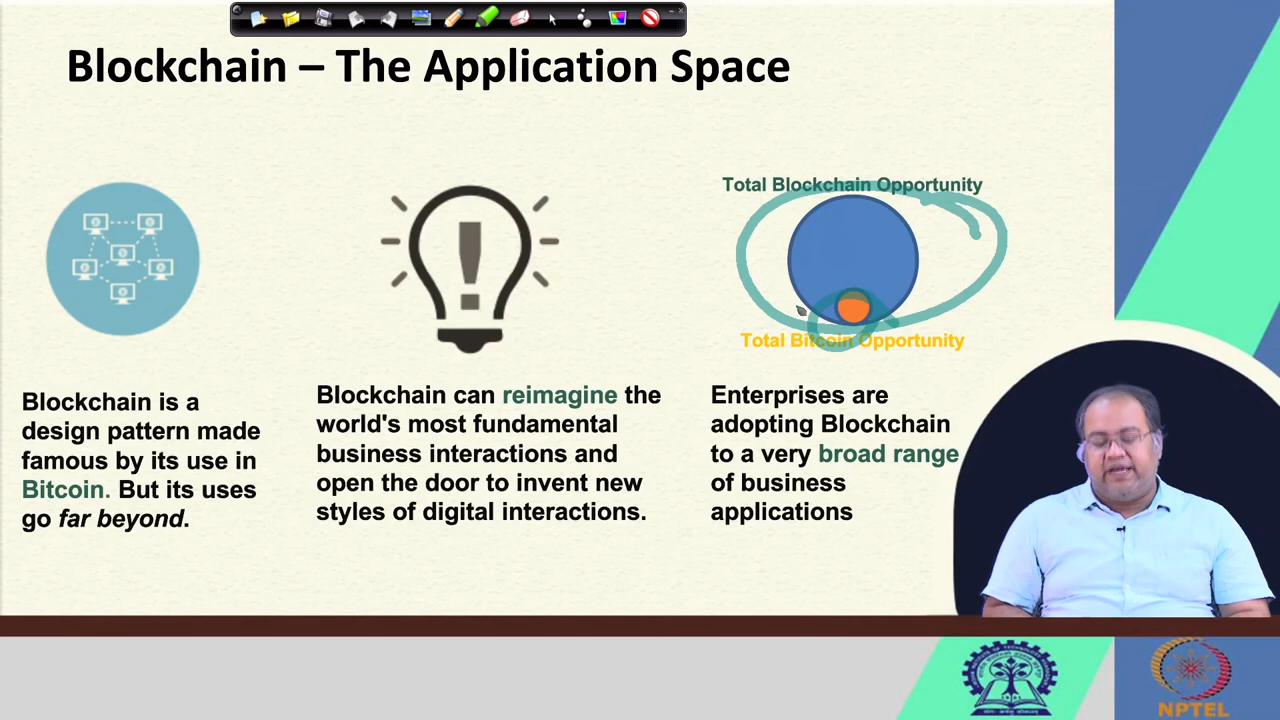 Blockchain – The Application Space
Blockchain is a
design pattern made
famous by its use in
Bitcoin. But its uses
go far beyond.
Blockchain can reimagine the
world's most fundamental
business interactions and
open the door to invent new
styles of digital interactions.
Total Blockchain Opportunity
Total Bitcoin Opportunity
Enterprises are
adopting Blockchain
to a very broad range
of business
applications
NPTEL